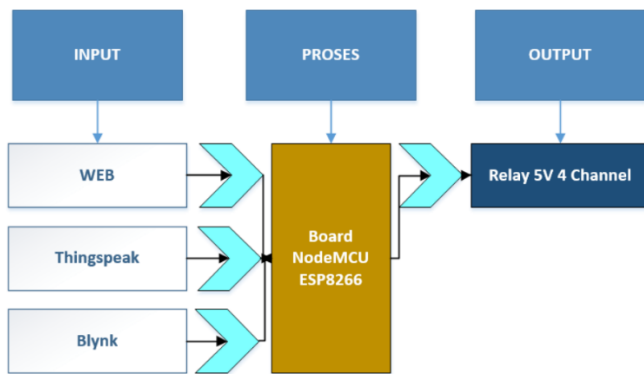 INPUT
PROSES
OUTPUT
WEB
Thingspeak
Blynk
Board
NodeMCU
ESP8266
Relay 5V 4 Channel